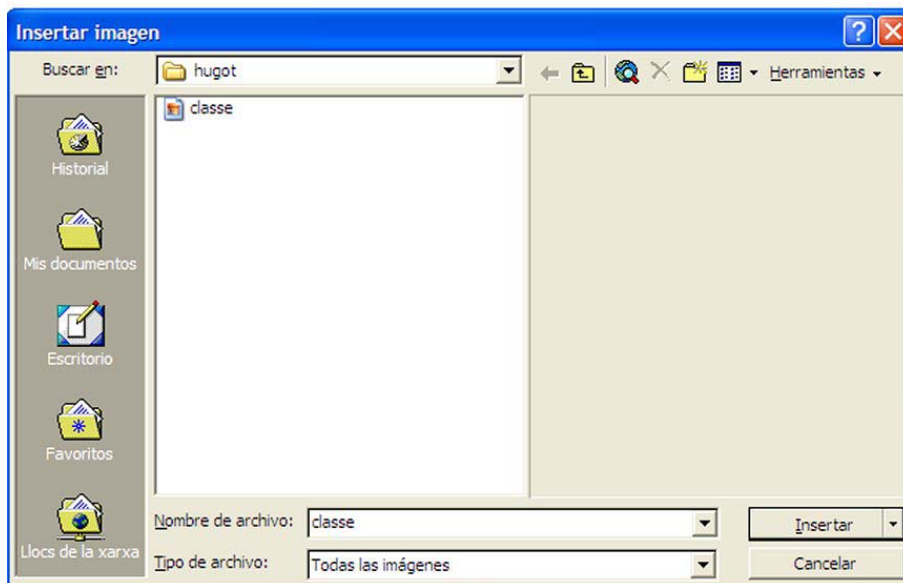 Insertar imagen
Buscar en: hugot Herramientas
classe
Historial
Mis documentos
Escritorio
Favoritos
Llocs de la xarxa
Nombre de archivo: classe Insertar
Tipo de archivo: Todas las imágenes Cancelar